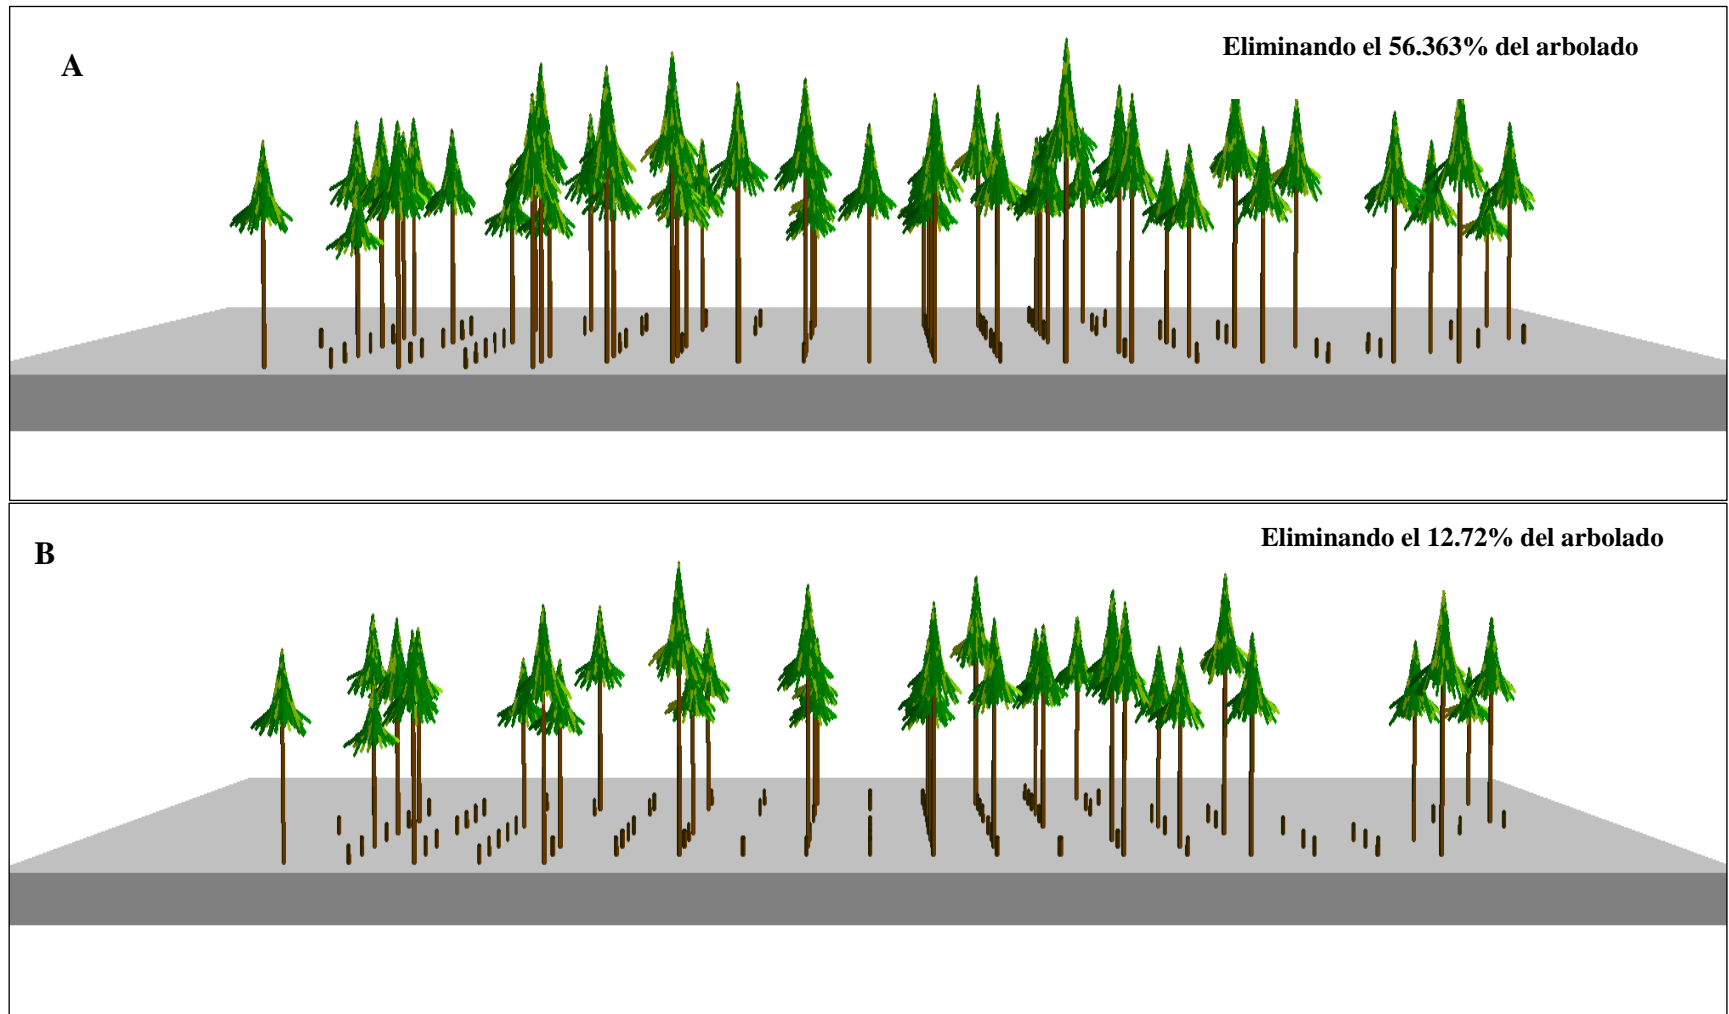 A
Eliminando el 56.363% del arbolado
B
Eliminando el 12.72% del arbolado